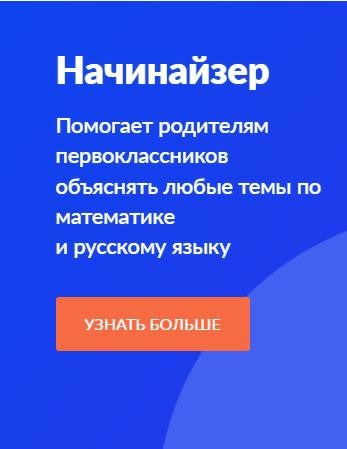 Начинайзер
Помогает родителям
первоклассников
объяснять любые темы по
математике
и русскому языку
УЗНАТЬ БОЛЬШЕ